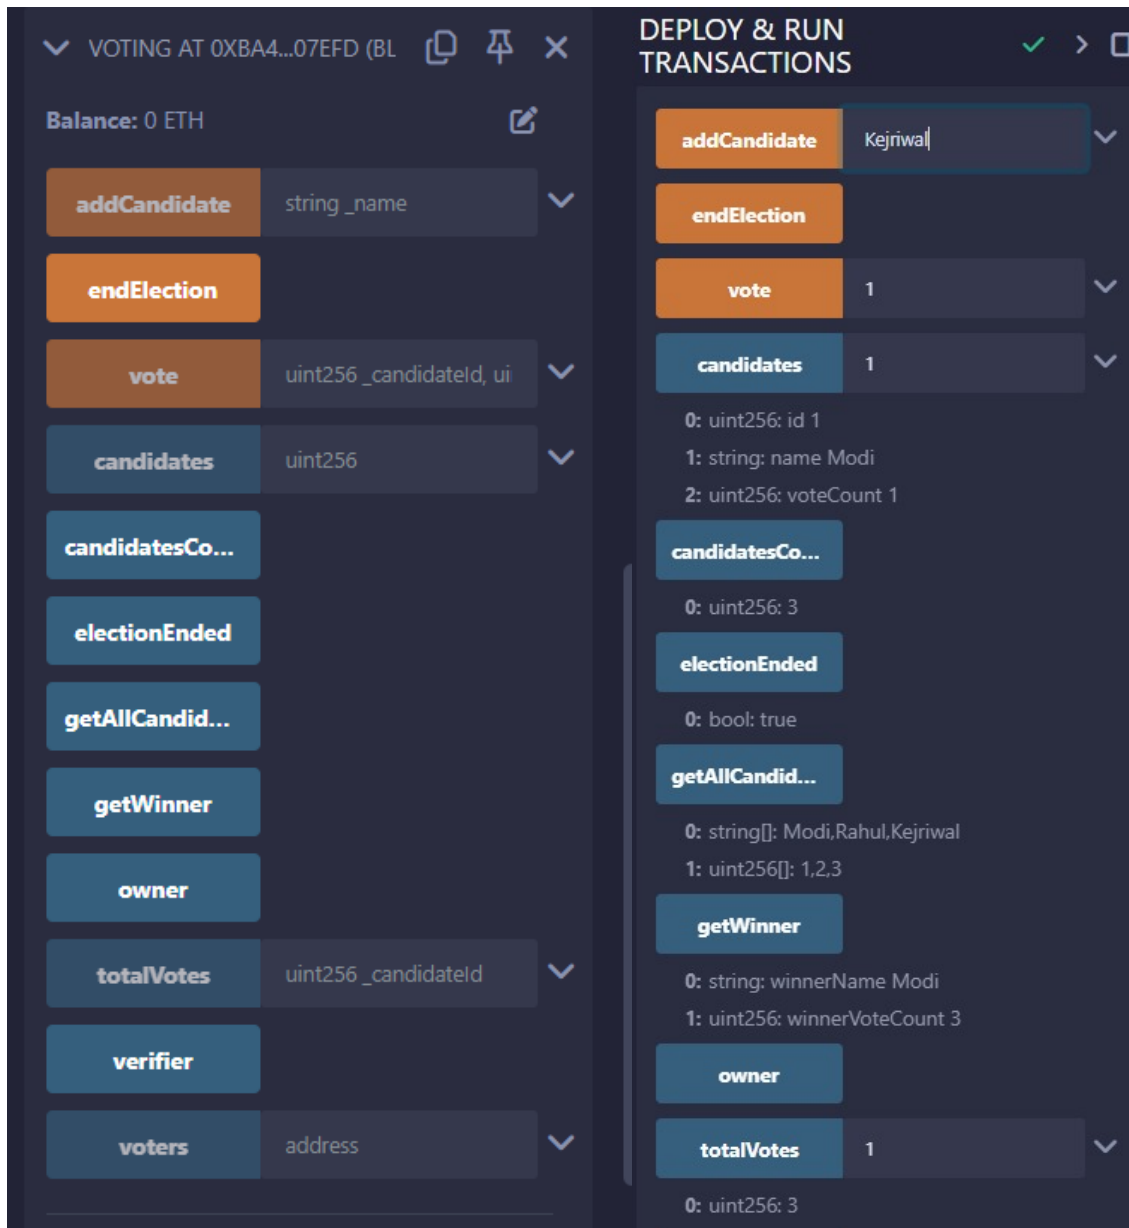 VOTING AT 0XBA4...07EFD (BL
Balance: 0 ETH
addCandidate string _name
endElection
vote uint256 _candidateId, ui
candidates uint256
candidatesCo...
electionEnded
getAllCandid...
getWinner
owner
totalVotes uint256 _candidateId
verifier
voters address
DEPLOY & RUN
TRANSACTIONS
addCandidate Kejriwal
endElection
vote 1
candidates 1
0: uint256: id 1
1: string: name Modi
2: uint256: voteCount 1
candidatesCo...
0: uint256: 3
electionEnded
0: bool: true
getAllCandid...
0: string[]: Modi,Rahul,Kejriwal
1: uint256[]: 1,2,3
getWinner
0: string: winnerName Modi
1: uint256: winnerVoteCount 3
owner
totalVotes 1
0: uint256: 3